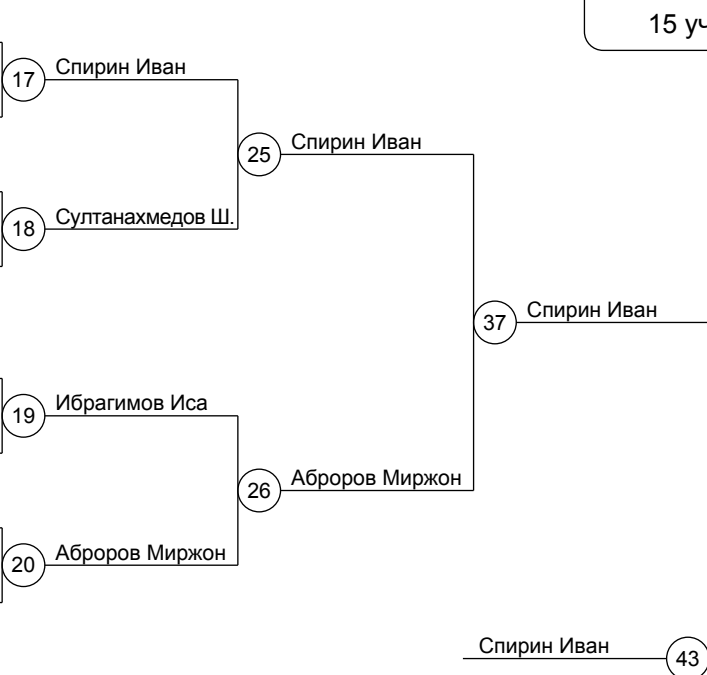 15 уч
17 Спирин Иван
25 Спирин Иван
18 Султанахмедов Ш.
37 Спирин Иван
19 Ибрагимов Иса
26 Аброров Миржон
20 Аброров Миржон
Спирин Иван 43